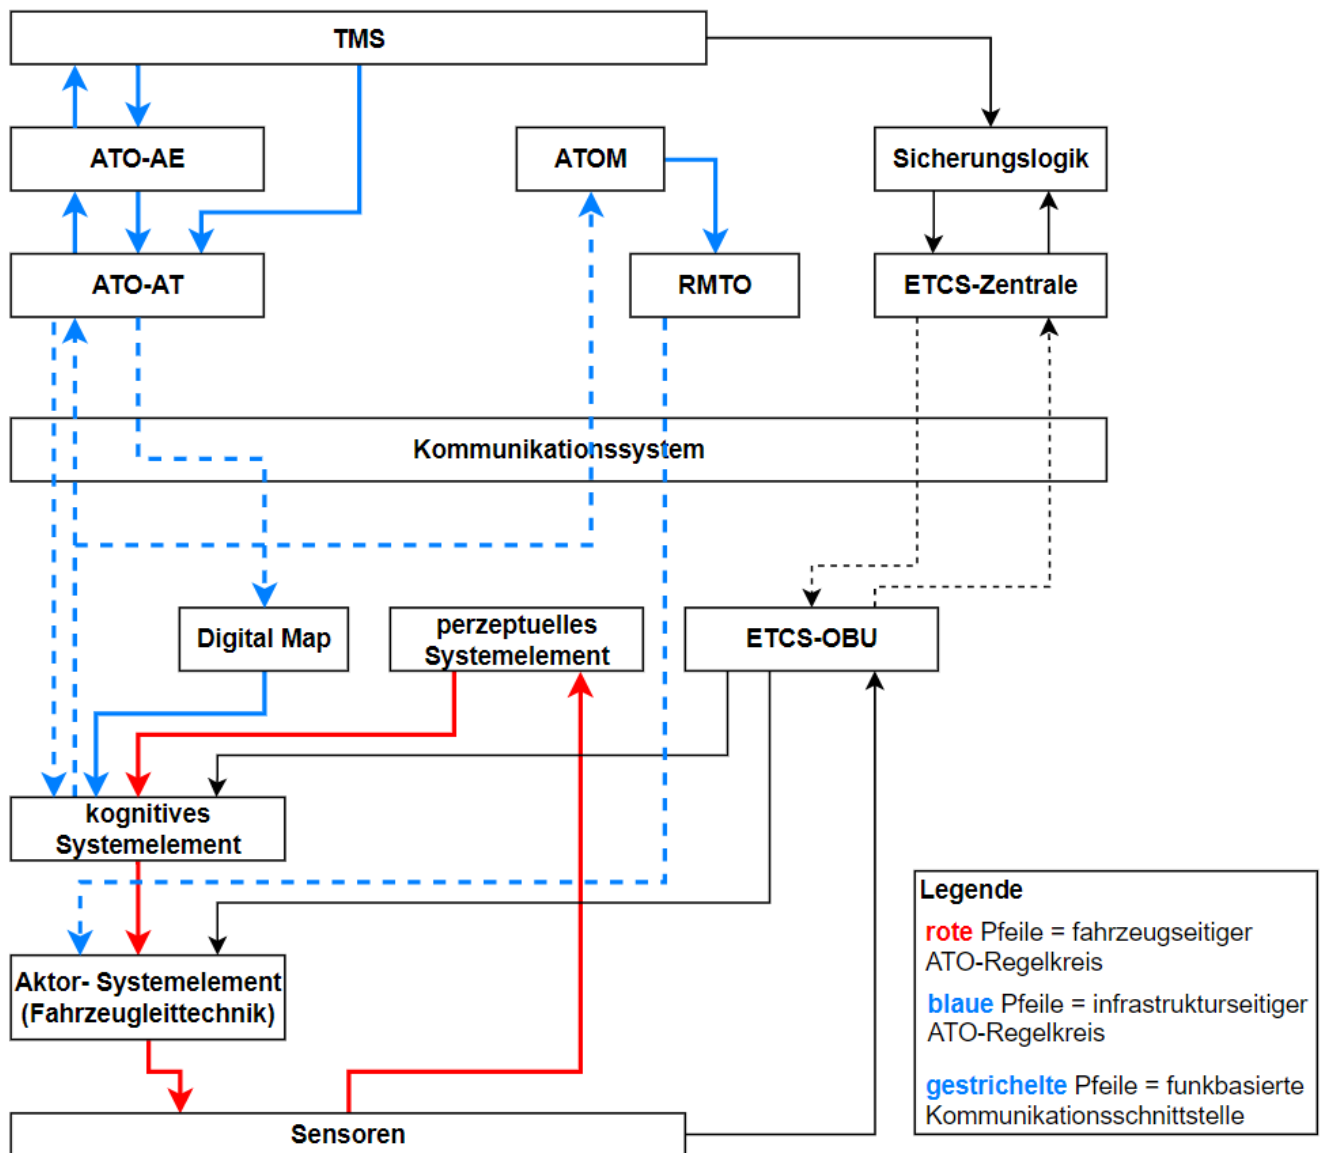 TMS
ATO-AE
ATOM
Sicherungslogik
ATO-AT
RMTO
ETCS-Zentrale
Kommunikationssystem
Digital Map
perzeptuelles
Systemelement
ETCS-OBU
kognitives
Systemelement
Aktor- Systemelement
(Fahrzeugleittechnik)
Sensoren
Legende
rote Pfeile = fahrzeugseitiger
ATO-Regelkreis
blaue Pfeile = infrastrukturseitiger
ATO-Regelkreis
gestrichelte Pfeile = funkbasierte
Kommunikationsschnittstelle